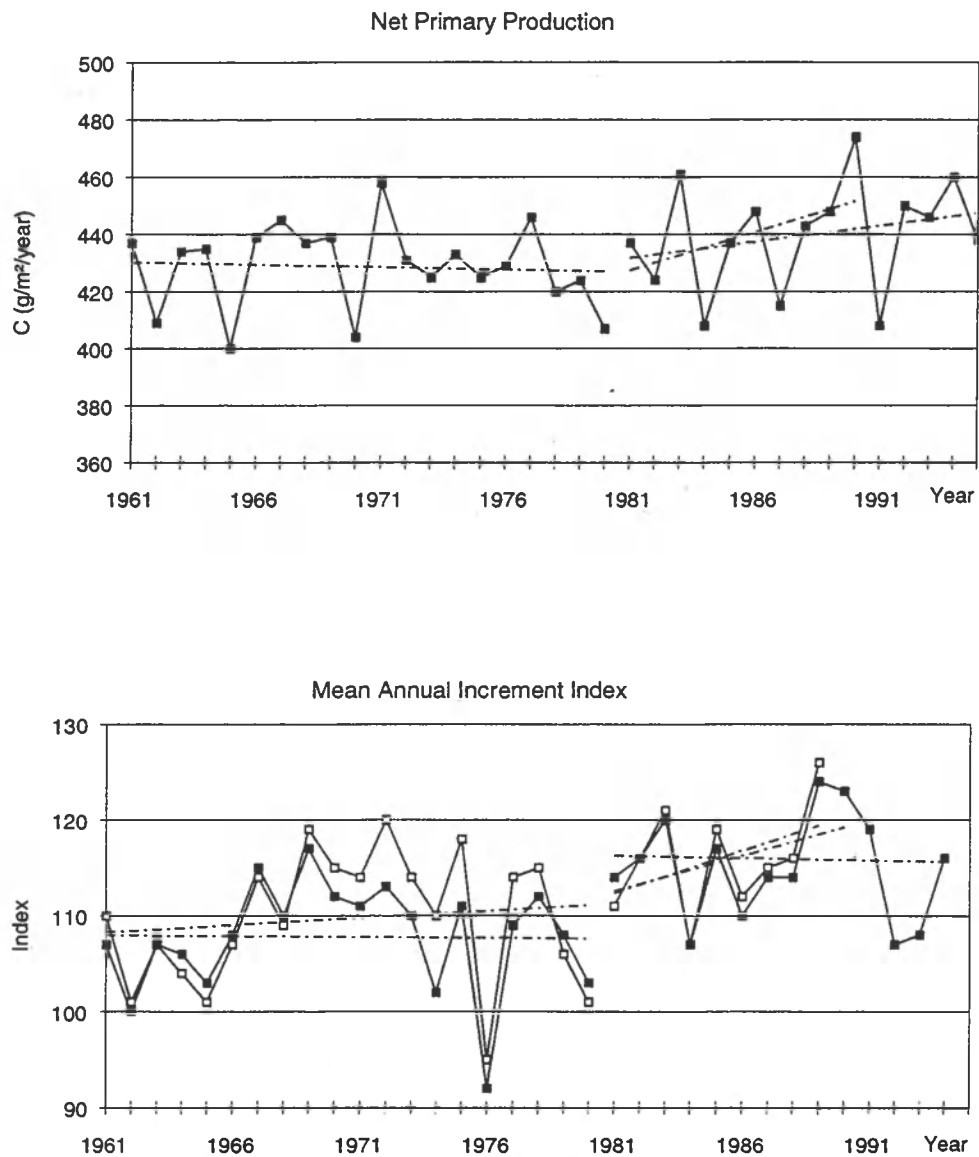 Net Primary Production
500
480
460
440
420
400
380
360
C (g/m²/year)
1961 1966 1971 1976 1981 1986 1991 Year
Mean Annual Increment Index
130
120
110
100
90
Index
1961 1966 1971 1976 1981 1986 1991 Year